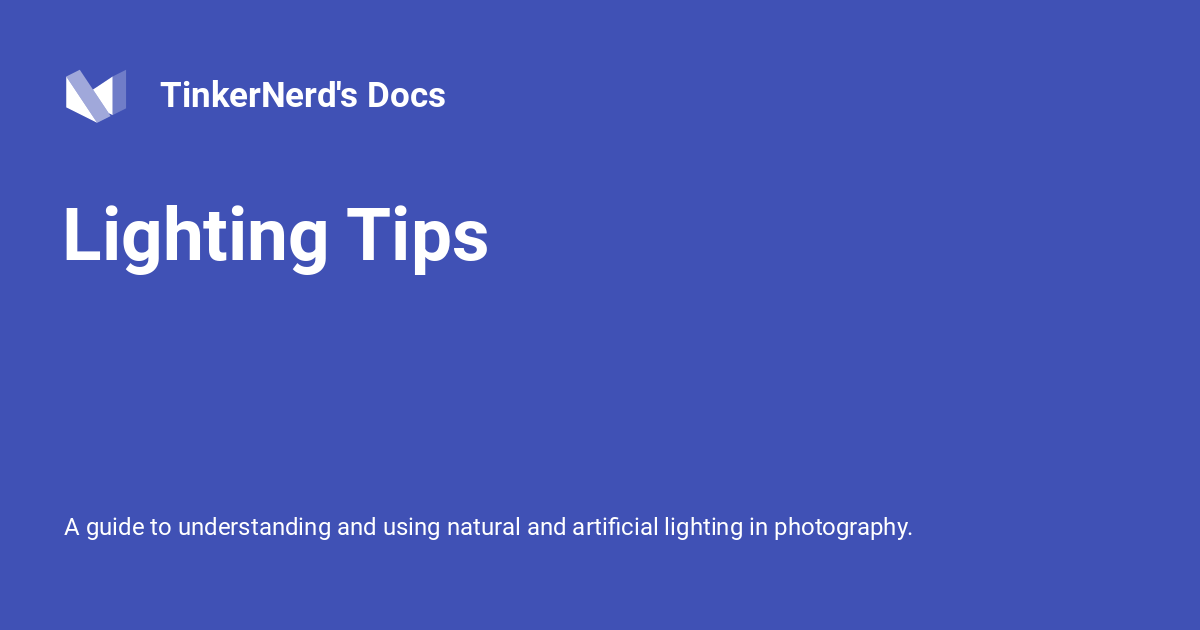 TinkerNerd's Docs
Lighting Tips
A guide to understanding and using natural and artificial lighting in photography.